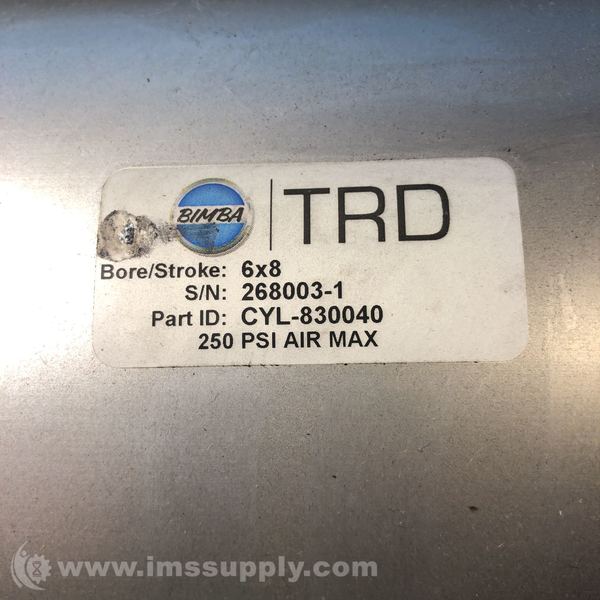 BIMBA TRD
Bore/Stroke: 6x8
S/N: 268003-1
Part ID: CYL-830040
250 PSI AIR MAX
www.imssupply.com